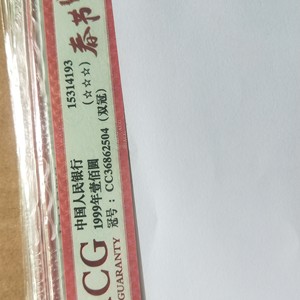 中国人民银行 15314193
1999年壹佰圆 (☆☆☆)
冠号：CC36862504（双冠）
春节
CG
GUARANTY